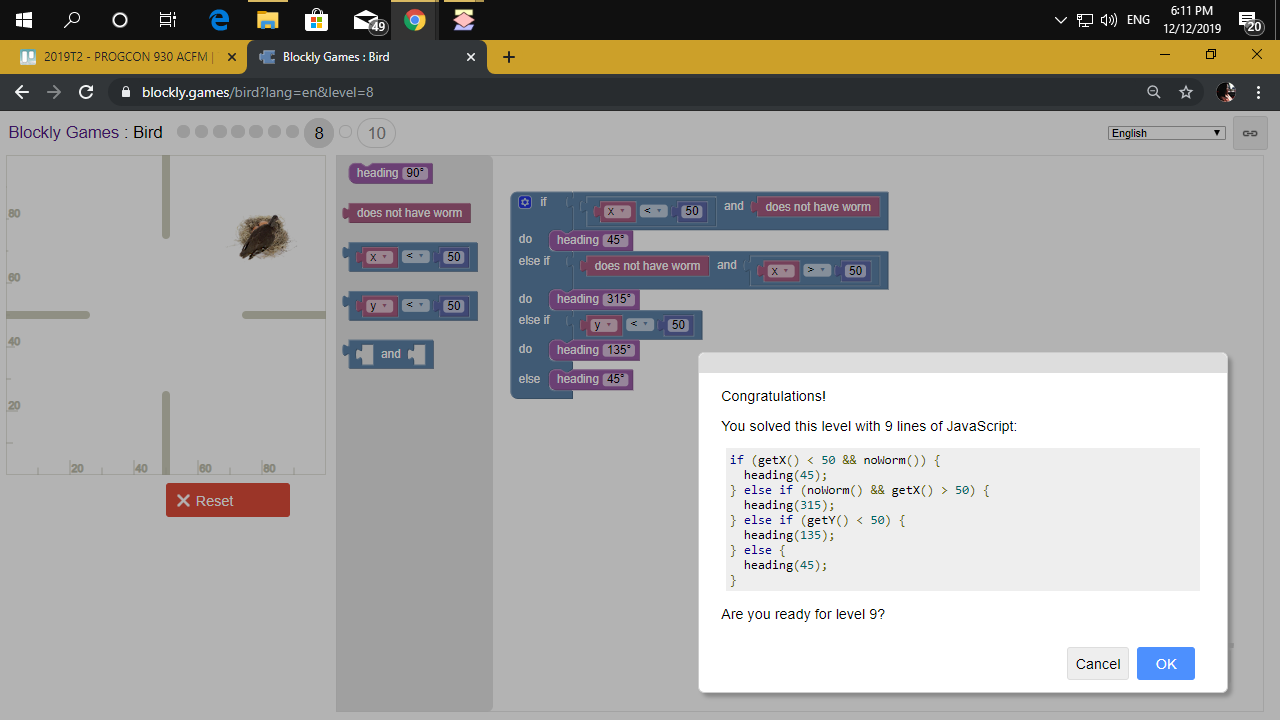 49
ENG
6:11 PM
12/12/2019
20
2019T2 - PROGCON 930 ACFM |
Blockly Games : Bird
blockly.games/bird?lang=en&level=8
Blockly Games : Bird
8
10
English
80
60
40
20
20
40
60
80
Reset
heading 90°
does not have worm
x < 50
y < 50
and
if x < 50 and does not have worm
do heading 45°
else if does not have worm and x > 50
do heading 315°
else if y < 50
do heading 135°
else heading 45°
Congratulations!
You solved this level with 9 lines of JavaScript:
if (getX() < 50 && noWorm()) {
  heading(45);
} else if (noWorm() && getX() > 50) {
  heading(315);
} else if (getY() < 50) {
  heading(135);
} else {
  heading(45);
}
Are you ready for level 9?
Cancel
OK